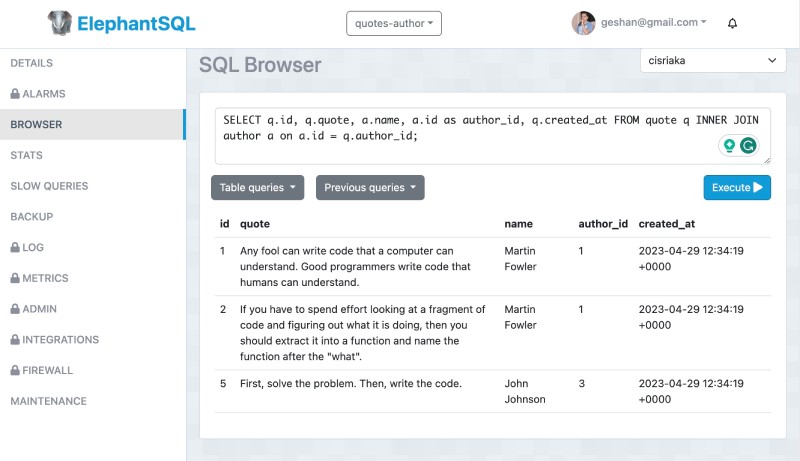 ElephantSQL
quotes-author
geshan@gmail.com
DETAILS
ALARMS
BROWSER
STATS
SLOW QUERIES
BACKUP
LOG
METRICS
ADMIN
INTEGRATIONS
FIREWALL
MAINTENANCE
SQL Browser
cisriaka
SELECT q.id, q.quote, a.name, a.id as author_id, q.created_at FROM quote q INNER JOIN
author a on a.id = q.author_id;
Table queries
Previous queries
Execute
id quote name author_id created_at
1 Any fool can write code that a computer can Martin 1 2023-04-29 12:34:19
understand. Good programmers write code that Fowler +0000
humans can understand.
2 If you have to spend effort looking at a fragment of Martin 1 2023-04-29 12:34:19
code and figuring out what it is doing, then you Fowler +0000
should extract it into a function and name the
function after the "what".
5 First, solve the problem. Then, write the code. John 3 2023-04-29 12:34:19
Johnson +0000